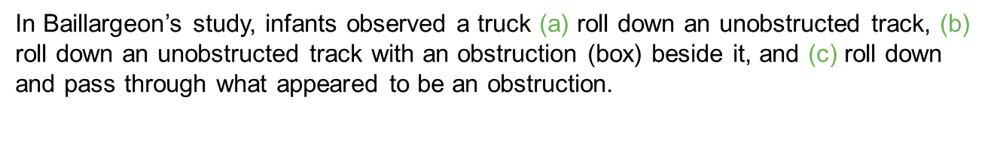 In Baillargeon’s study, infants observed a truck (a) roll down an unobstructed track, (b)
roll down an unobstructed track with an obstruction (box) beside it, and (c) roll down
and pass through what appeared to be an obstruction.